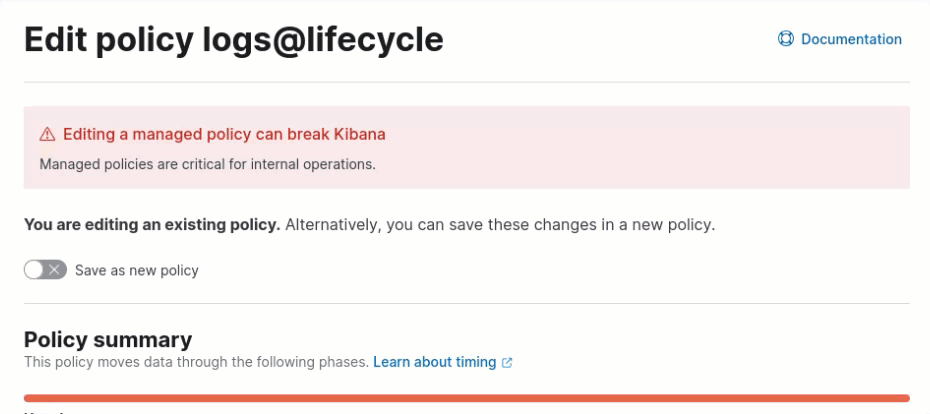 Edit policy logs@lifecycle
Documentation
Editing a managed policy can break Kibana
Managed policies are critical for internal operations.
You are editing an existing policy. Alternatively, you can save these changes in a new policy.
Save as new policy
Policy summary
This policy moves data through the following phases. Learn about timing